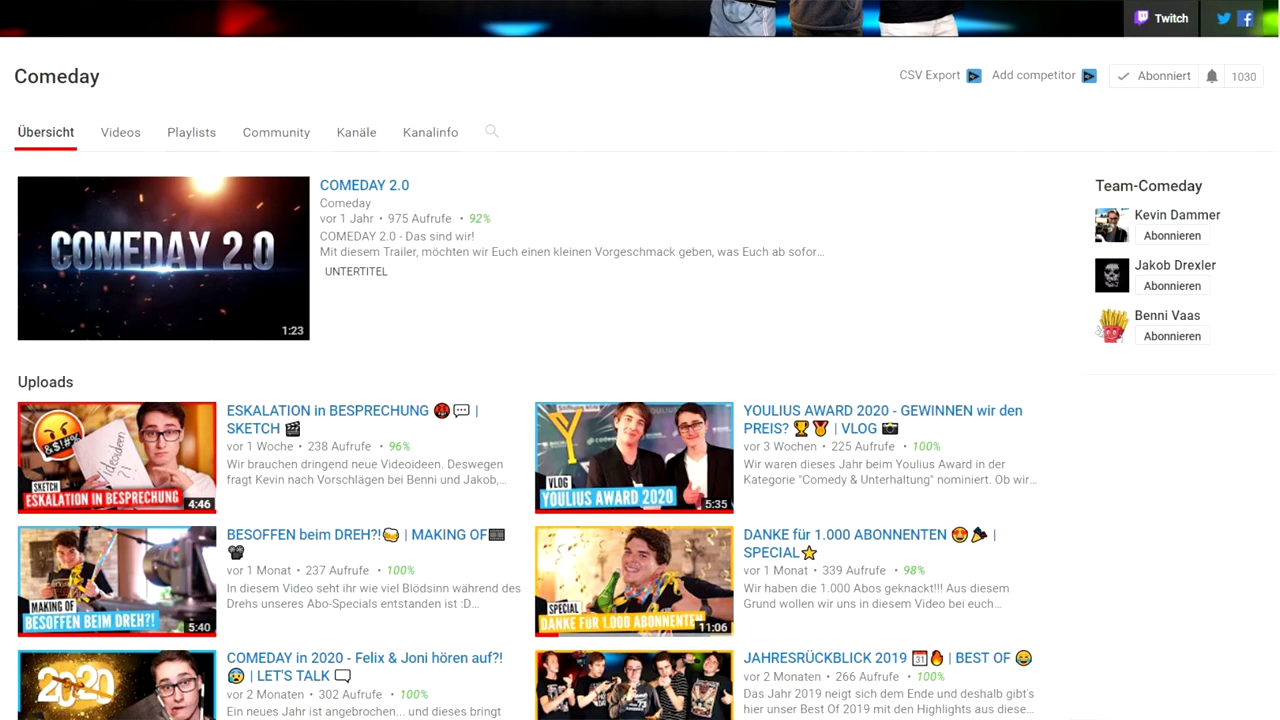 Twitch
Comeday
CSV Export
Add competitor
Abonniert
1030
Übersicht
Videos
Playlists
Community
Kanäle
Kanalinfo
COMEDAY 2.0
1:23
COMEDAY 2.0
Comeday
vor 1 Jahr • 975 Aufrufe • 92%
COMEDAY 2.0 - Das sind wir!
Mit diesem Trailer, möchten wir Euch einen kleinen Vorgeschmack geben, was Euch ab sofor...
UNTERTITEL
Team-Comeday
Kevin Dammer
Abonnieren
Jakob Drexler
Abonnieren
Benni Vaas
Abonnieren
Uploads
&$!#%
Videoideen ?!
SKETCH
ESKALATION IN BESPRECHUNG
4:46
ESKALATION in BESPRECHUNG 🤬💬 |
SKETCH 🎬
vor 1 Woche • 238 Aufrufe • 96%
Wir brauchen dringend neue Videoideen. Deswegen
fragt Kevin nach Vorschlägen bei Benni und Jakob,...
VLOG
YOULIUS AWARD 2020
5:35
YOULIUS AWARD 2020 - GEWINNEN wir den
PREIS? 🏆🏅 | VLOG 📸
vor 3 Wochen • 225 Aufrufe • 100%
Wir waren dieses Jahr beim Youlius Award in der
Kategorie "Comedy & Unterhaltung" nominiert. Ob wir...
MAKING OF
BESOFFEN BEIM DREH?!
5:40
BESOFFEN beim DREH?!🍻 | MAKING OF🎞
🎥
vor 1 Monat • 237 Aufrufe • 100%
In diesem Video seht ihr wie viel Blödsinn während des
Drehs unseres Abo-Specials entstanden ist :D...
SPECIAL
DANKE FÜR 1.000 ABONNENTEN
11:06
DANKE für 1.000 ABONNENTEN 😍🎉 |
SPECIAL⭐
vor 1 Monat • 339 Aufrufe • 98%
Wir haben die 1.000 Abos geknackt!!! Aus diesem
Grund wollen wir uns in diesem Video bei euch...
2020
COMEDAY in 2020 - Felix & Joni hören auf?!
😰 | LET'S TALK 🗨
vor 2 Monaten • 302 Aufrufe • 100%
Ein neues Jahr ist angebrochen... und dieses bringt
JAHRESRÜCKBLICK 2019 📅🔥 | BEST OF 😂
vor 2 Monaten • 266 Aufrufe • 100%
Das Jahr 2019 neigt sich dem Ende und deshalb gibt's
hier unser Best Of 2019 mit den Highlights aus diese...